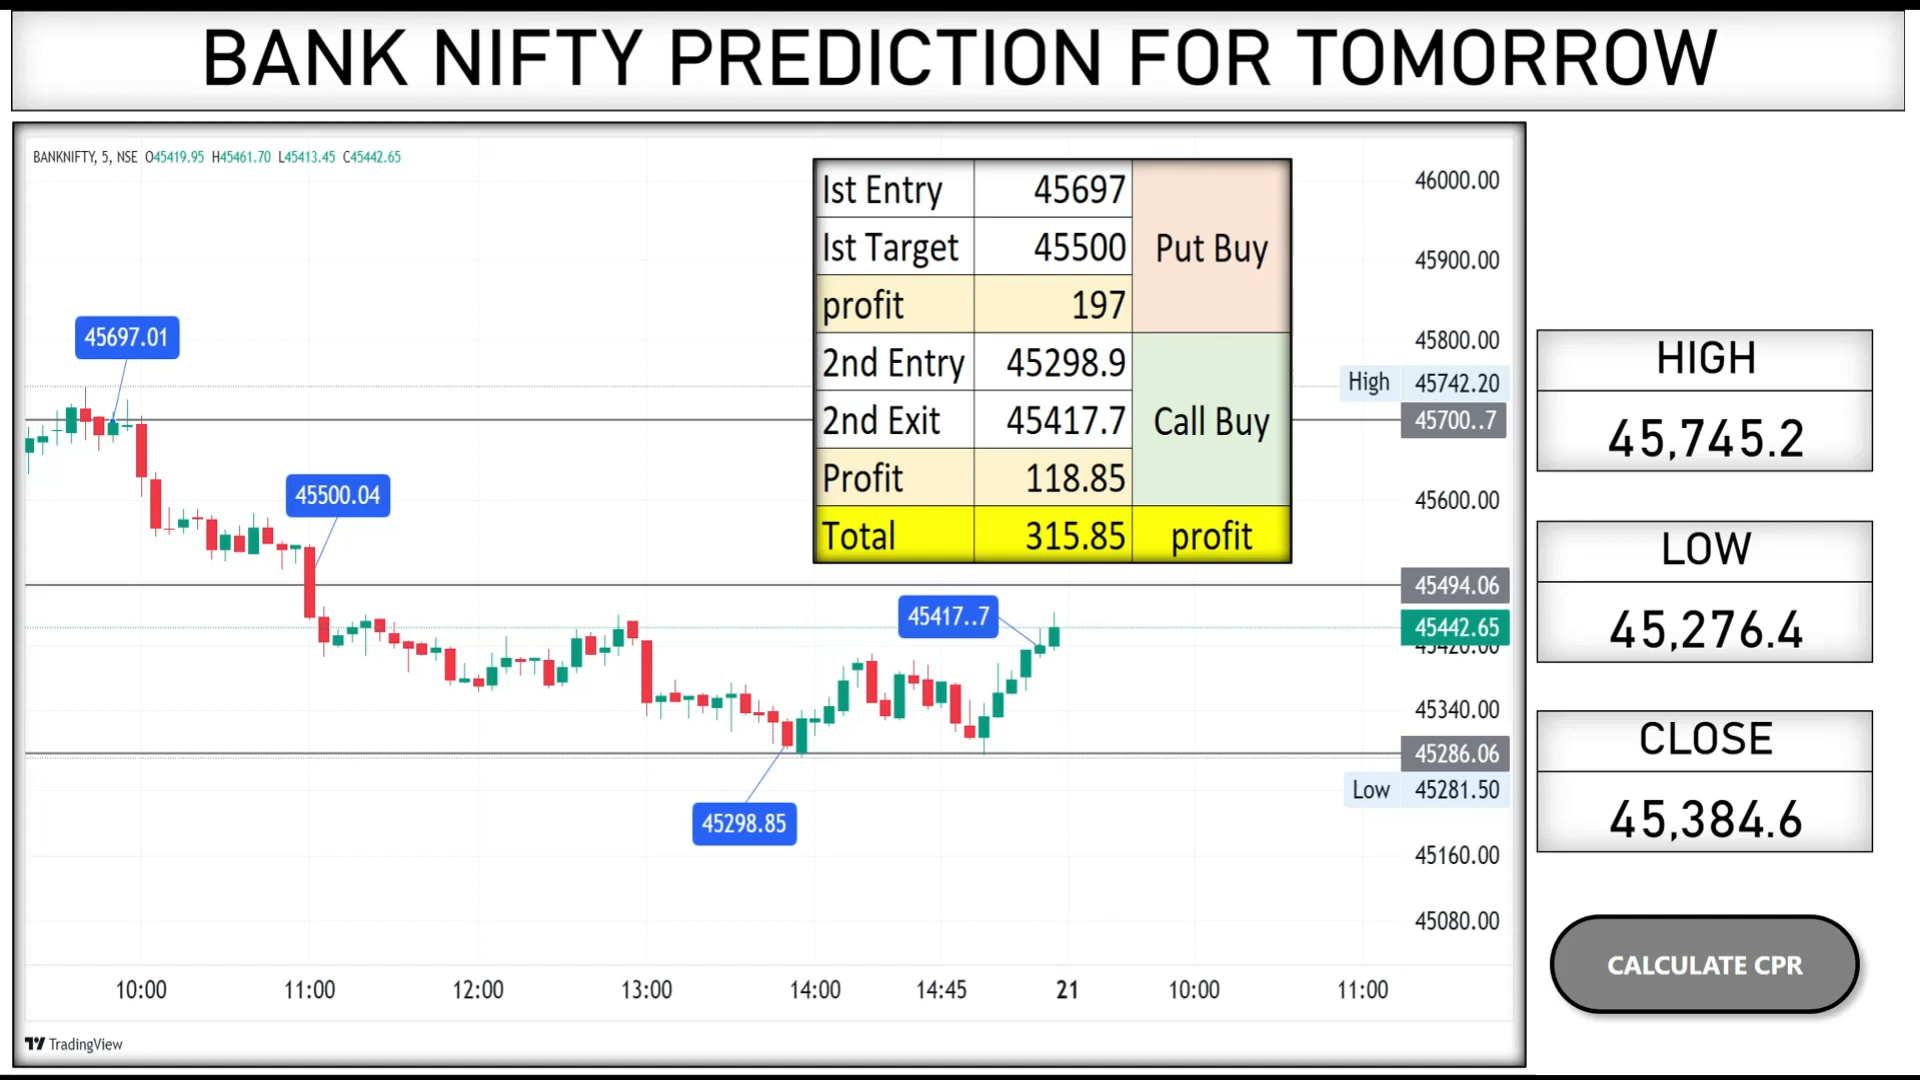 BANK NIFTY PREDICTION FOR TOMORROW
BANKNIFTY, 5, NSE O45419.95 H45461.70 L45413.45 C45442.65
Ist Entry 45697
Ist Target 45500 Put Buy
profit 197
2nd Entry 45298.9
2nd Exit 45417.7 Call Buy
Profit 118.85
Total 315.85 profit
45697.01
45500.04
45417..7
45298.85
46000.00
45900.00
45800.00
High 45742.20
45700..7
45600.00
45494.06
45442.65
45420.00
45340.00
45286.06
Low 45281.50
45160.00
45080.00
10:00 11:00 12:00 13:00 14:00 14:45 21 10:00 11:00
TradingView
HIGH
45,745.2
LOW
45,276.4
CLOSE
45,384.6
CALCULATE CPR